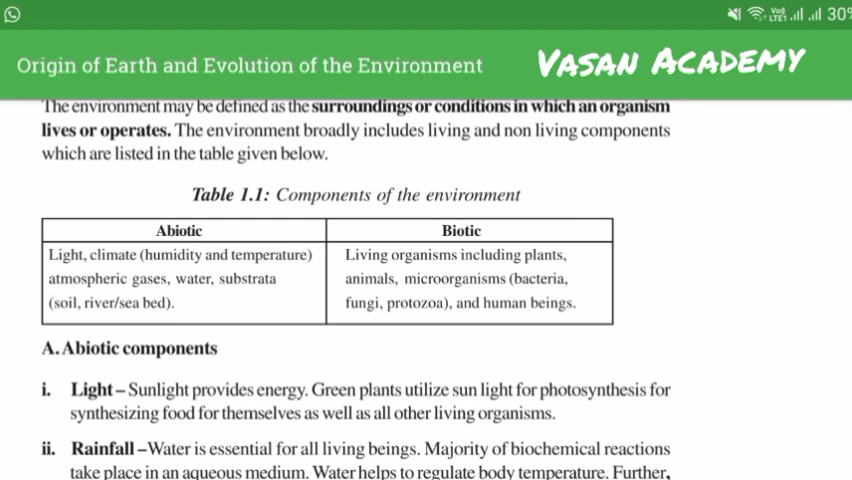 Vo))
LTE1
30%
Origin of Earth and Evolution of the Environment
VASAN ACADEMY
The environment may be defined as the surroundings or conditions in which an organism
lives or operates. The environment broadly includes living and non living components
which are listed in the table given below.
Table 1.1: Components of the environment
Abiotic
Biotic
Light, climate (humidity and temperature)
atmospheric gases, water, substrata
(soil, river/sea bed).
Living organisms including plants,
animals, microorganisms (bacteria,
fungi, protozoa), and human beings.
A. Abiotic components
i. Light – Sunlight provides energy. Green plants utilize sun light for photosynthesis for
synthesizing food for themselves as well as all other living organisms.
ii. Rainfall –Water is essential for all living beings. Majority of biochemical reactions
take place in an aqueous medium. Water helps to regulate body temperature. Further,